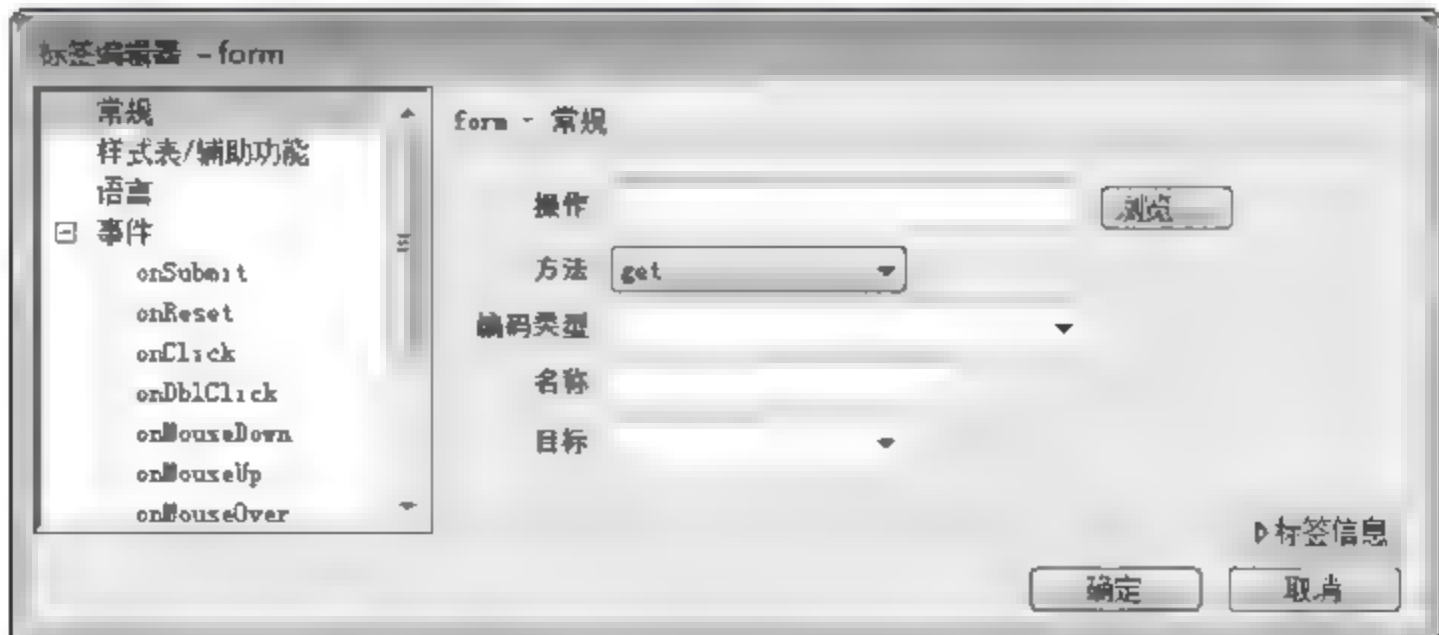 标签编辑器 - form
常规
样式表/辅助功能
语言
事件
onSubmit
onReset
onClick
onDblClick
onMouseDown
onMouseUp
onMouseOver
form - 常规
操作
浏览...
方法 get
编码类型
名称
目标
标签信息
确定 取消